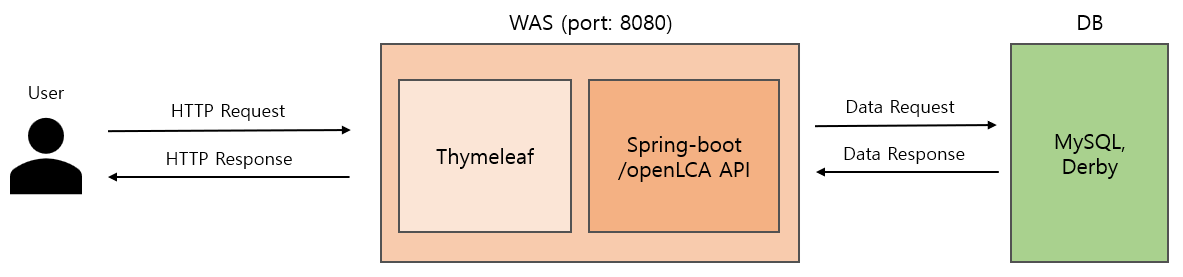 WAS (port: 8080)
DB
User
HTTP Request
HTTP Response
Thymeleaf
Spring-boot
/openLCA API
Data Request
Data Response
MySQL,
Derby